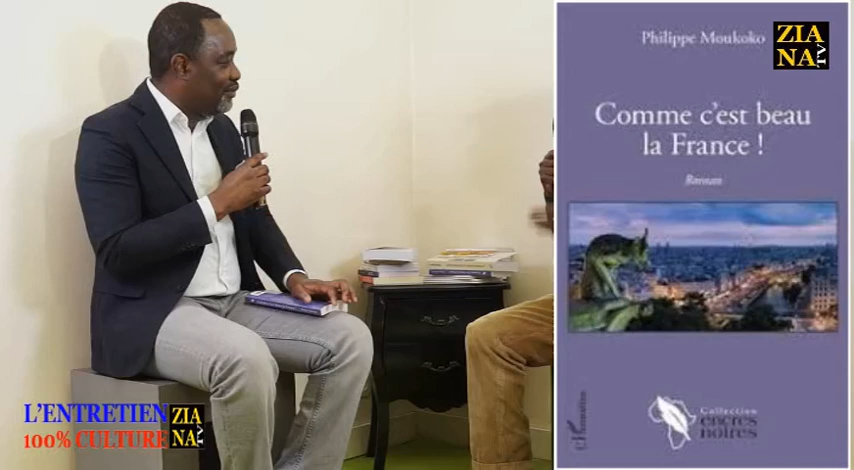 L'ENTRETIEN
100% CULTURE
ZIA
NA TV
Philippe Moukoko
ZIA
NA TV
Comme c'est beau
la France !
Roman
L'Harmattan
Collection
encres
noires